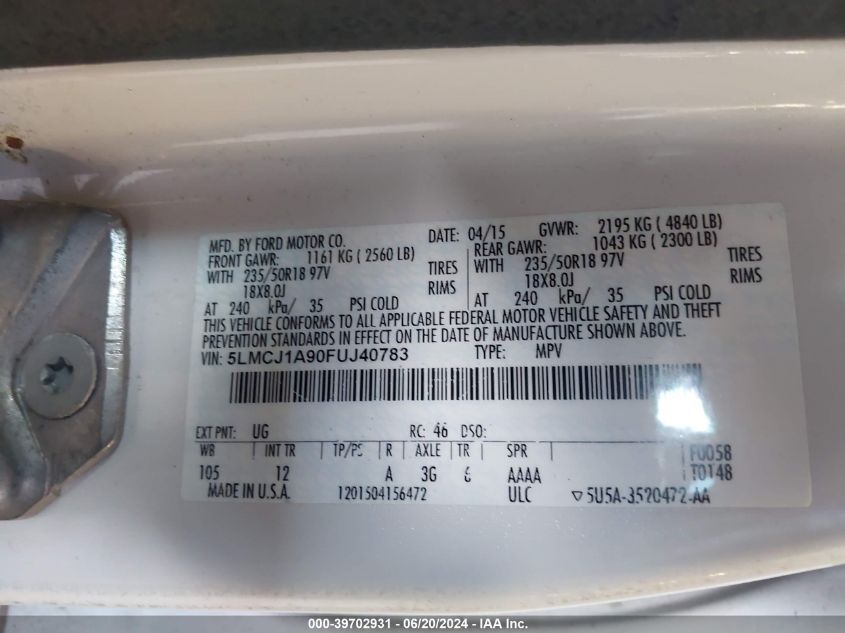 MFD. BY FORD MOTOR CO. DATE: 04/15 GVWR: 2195 KG ( 4840 LB)
FRONT GAWR: 1161 KG ( 2560 LB) REAR GAWR: 1043 KG ( 2300 LB)
WITH 235/50R18 97V TIRES WITH 235/50R18 97V TIRES
18X8.0J RIMS 18X8.0J RIMS
AT 240 kPa/ 35 PSI COLD AT 240 kPa/ 35 PSI COLD
THIS VEHICLE CONFORMS TO ALL APPLICABLE FEDERAL MOTOR VEHICLE SAFETY AND THEFT
PREVENTION STANDARDS IN EFFECT ON THE DATE OF MANUFACTURE SHOWN ABOVE.
VIN: 5LMCJ1A90FUJ40783 TYPE: MPV
EXT PNT: UG RC: 46 DSO:
WB INT TR TP/PS R AXLE TR SPR F0058
105 12 A 3G 6 AAAA T0148
MADE IN U.S.A. 1201504156472 ULC ▽5U5A-3520472-AA
000-39702931 - 06/20/2024 - IAA Inc.